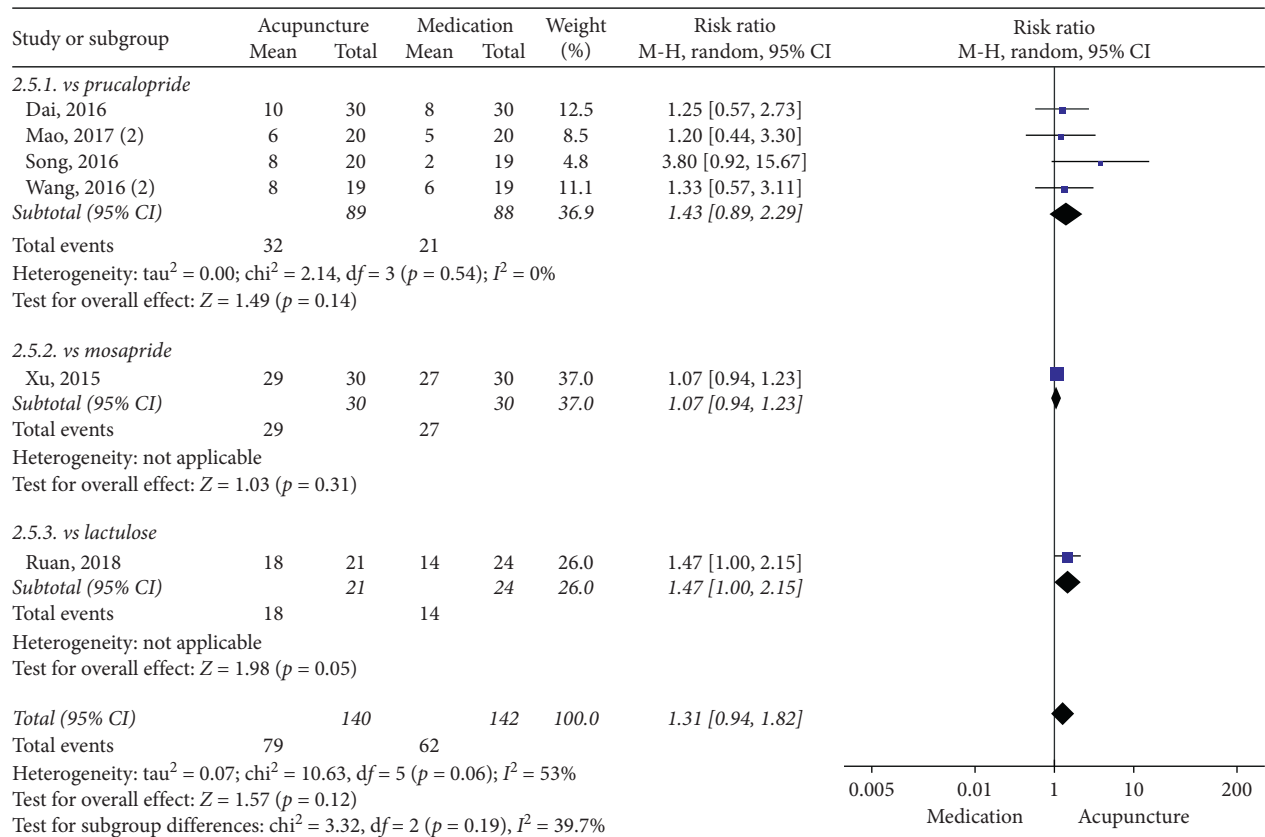 Study or subgroup Acupuncture Medication Weight Risk ratio Risk ratio
Mean Total Mean Total (%) M-H, random, 95% CI M-H, random, 95% CI
2.5.1. vs prucalopride
Dai, 2016 10 30 8 30 12.5 1.25 [0.57, 2.73]
Mao, 2017 (2) 6 20 5 20 8.5 1.20 [0.44, 3.30]
Song, 2016 8 20 2 19 4.8 3.80 [0.92, 15.67]
Wang, 2016 (2) 8 19 6 19 11.1 1.33 [0.57, 3.11]
Subtotal (95% CI) 89 88 36.9 1.43 [0.89, 2.29]
Total events 32 21
Heterogeneity: tau² = 0.00; chi² = 2.14, df = 3 (p = 0.54); I² = 0%
Test for overall effect: Z = 1.49 (p = 0.14)
2.5.2. vs mosapride
Xu, 2015 29 30 27 30 37.0 1.07 [0.94, 1.23]
Subtotal (95% CI) 30 30 37.0 1.07 [0.94, 1.23]
Total events 29 27
Heterogeneity: not applicable
Test for overall effect: Z = 1.03 (p = 0.31)
2.5.3. vs lactulose
Ruan, 2018 18 21 14 24 26.0 1.47 [1.00, 2.15]
Subtotal (95% CI) 21 24 26.0 1.47 [1.00, 2.15]
Total events 18 14
Heterogeneity: not applicable
Test for overall effect: Z = 1.98 (p = 0.05)
Total (95% CI) 140 142 100.0 1.31 [0.94, 1.82]
Total events 79 62
Heterogeneity: tau² = 0.07; chi² = 10.63, df = 5 (p = 0.06); I² = 53%
Test for overall effect: Z = 1.57 (p = 0.12)
Test for subgroup differences: chi² = 3.32, df = 2 (p = 0.19), I² = 39.7%
0.005 0.01 1 10 200
Medication Acupuncture